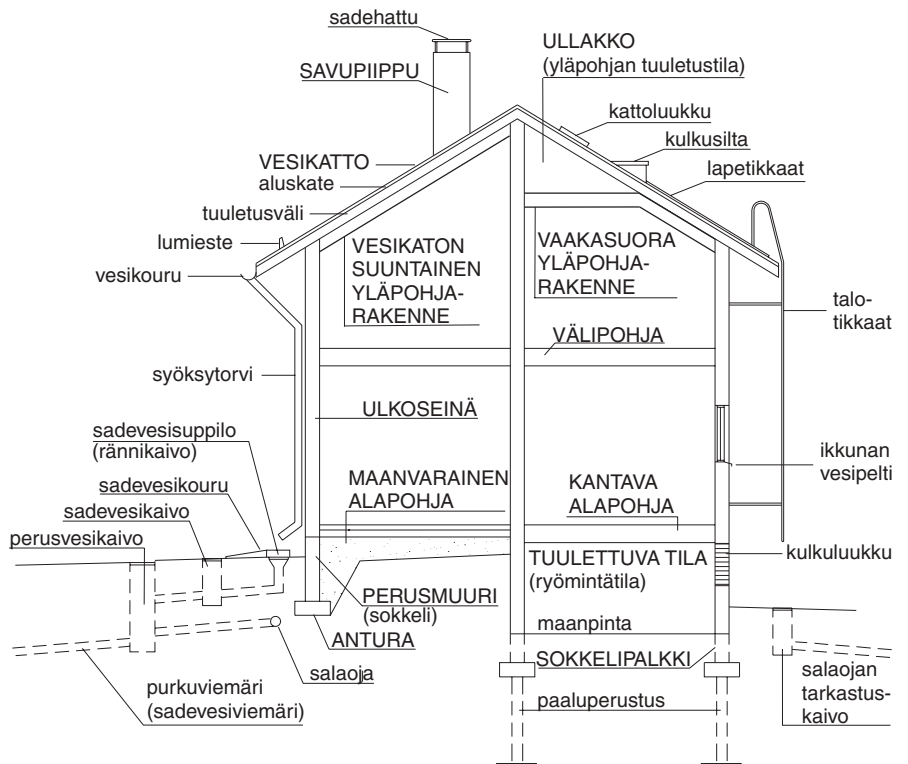 sadehattu
SAVUPIIPPU
ULLAKKO
(yläpohjan tuuletustila)
kattoluukku
kulkusilta
lapetikkaat
VESIKATTO
aluskate
tuuletusväli
lumieste
vesikouru
VESIKATON
SUUNTAINEN
YLÄPOHJA-
RAKENNE
VAAKASUORA
YLÄPOHJA-
RAKENNE
talo-
tikkaat
VÄLIPOHJA
syöksytorvi
ULKOSEINÄ
sadevesisuppilo
(rännikaivo)
sadevesikouru
sadevesikaivo
perusvesikaivo
MAANVARAINEN
ALAPOHJA
KANTAVA
ALAPOHJA
ikkunan
vesipelti
TUULETTUVA TILA
(ryömintätila)
kulkuluukku
PERUSMUURI
(sokkeli)
ANTURA
maanpinta
salaoja
SOKKELIPALKKI
purkuviemäri
(sadevesiviemäri)
paaluperustus
salaojan
tarkastus-
kaivo